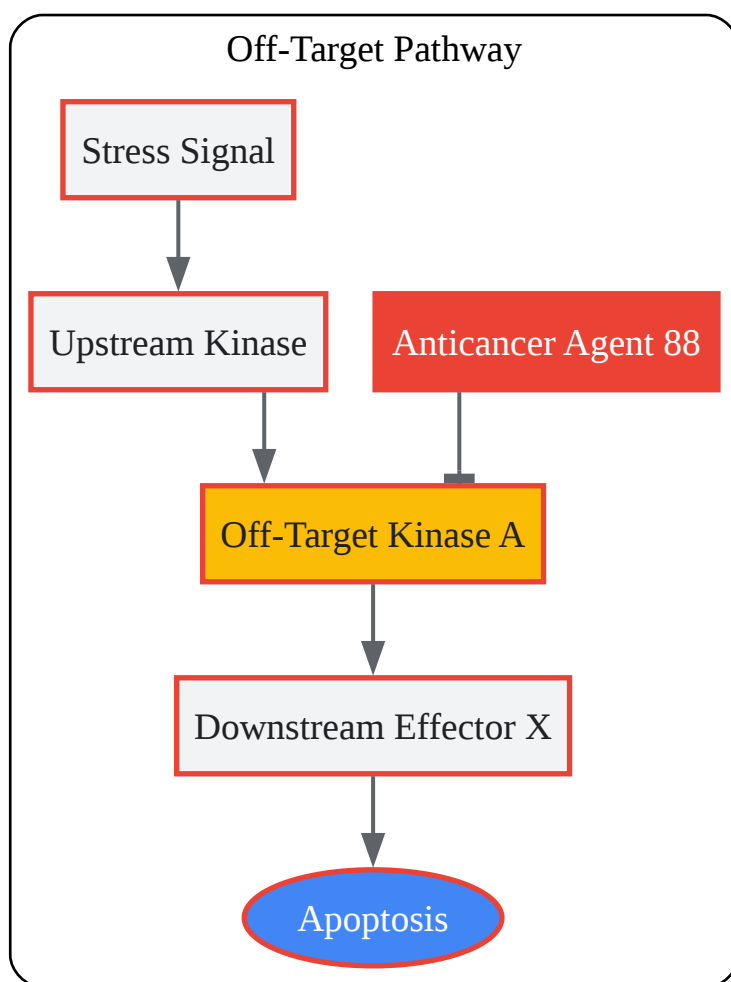 Off-Target Pathway
Stress Signal
Upstream Kinase
Anticancer Agent 88
Off-Target Kinase A
Downstream Effector X
Apoptosis